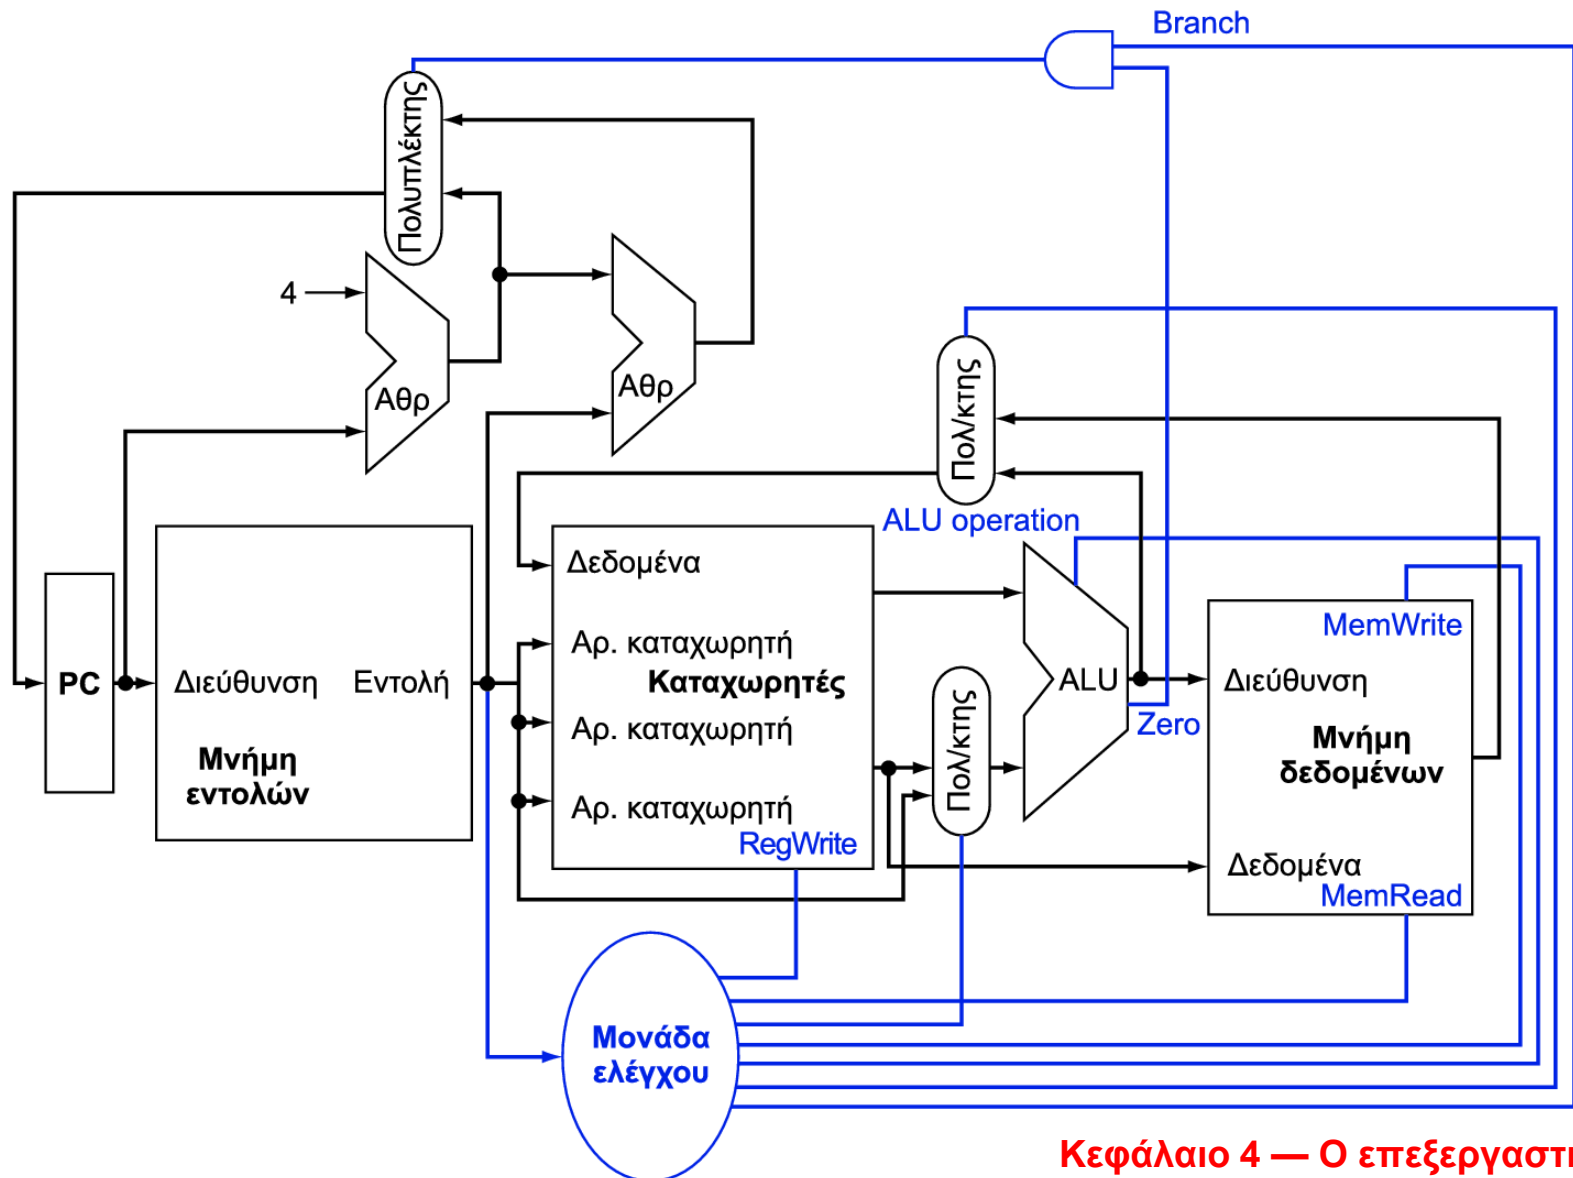 Branch
Πολυπλέκτης
4
Αθρ
Αθρ
Πολ/κτης
ALU operation
Δεδομένα
MemWrite
Αρ. καταχωρητή
PC
Διεύθυνση
Εντολή
Καταχωρητές
ALU
Διεύθυνση
Αρ. καταχωρητή
Πολ/κτης
Zero
Μνήμη
εντολών
Μνήμη
δεδομένων
Αρ. καταχωρητή
RegWrite
Δεδομένα
MemRead
Μονάδα
ελέγχου
Κεφάλαιο 4 — Ο επεξεργαστ